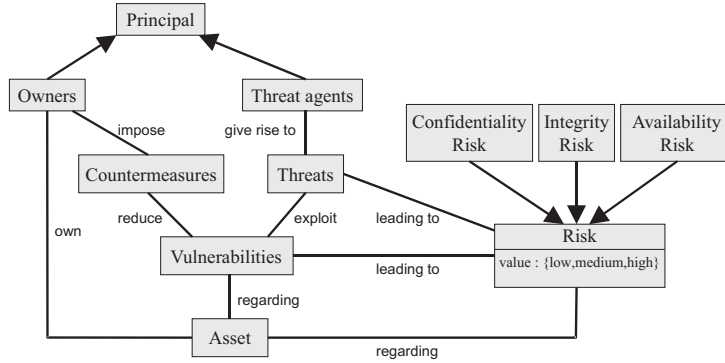 Principal
Owners
Threat agents
impose
give rise to
Confidentiality
Risk
Integrity
Risk
Availability
Risk
Countermeasures
Threats
reduce
exploit
leading to
own
Risk
Vulnerabilities
value : {low,medium,high}
leading to
regarding
Asset
regarding